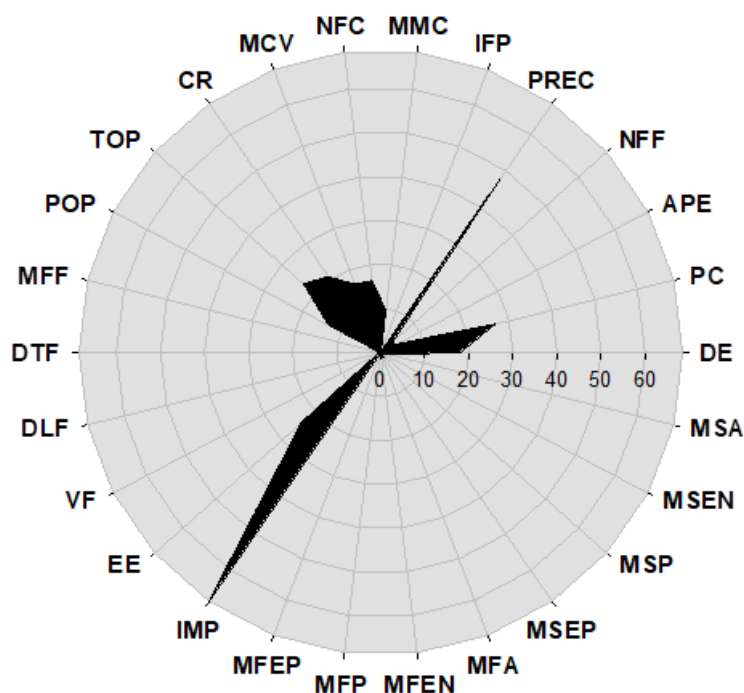 NFC MMC
MCV IFP
CR PREC
TOP NFF
POP APE
MFF PC
DTF DE
0 10 20 30 40 50 60
DLF MSA
VF MSEN
EE MSP
IMP MSEP
MFEP MFA
MFP MFEN